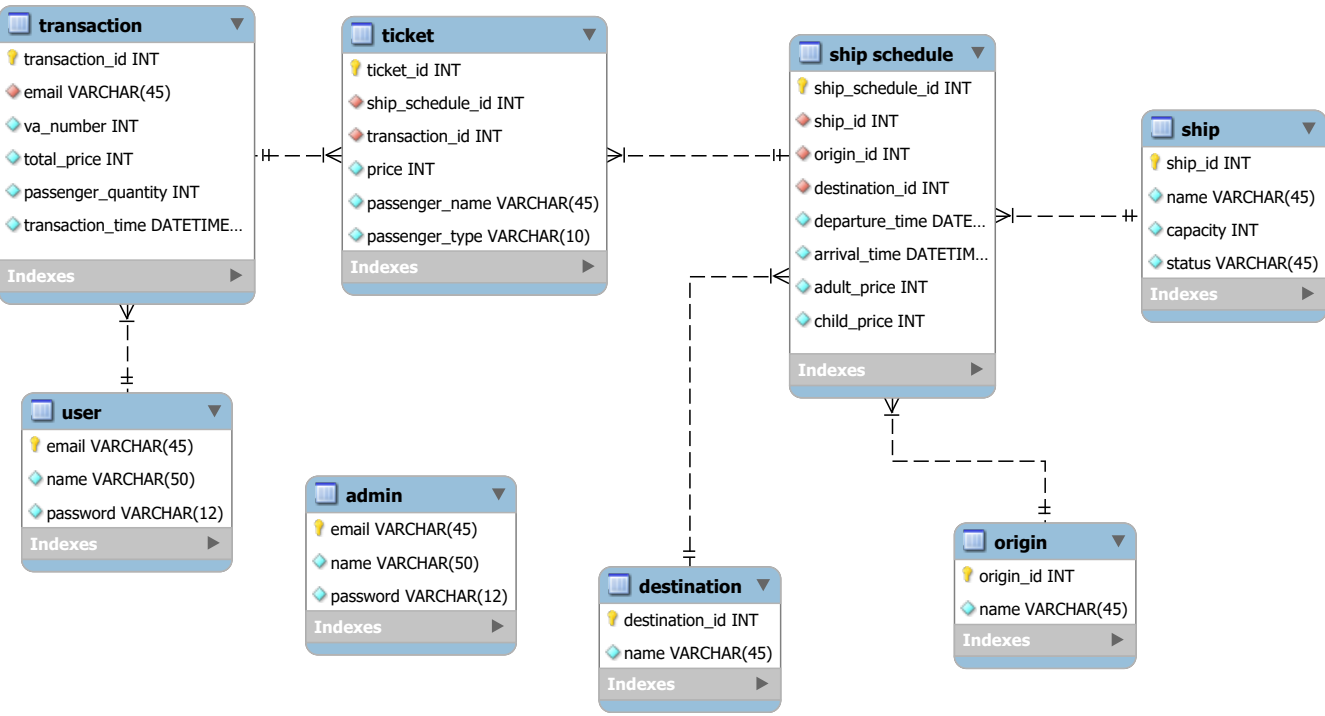 transaction
transaction_id INT
email VARCHAR(45)
va_number INT
total_price INT
passenger_quantity INT
transaction_time DATETIME...
Indexes
ticket
ticket_id INT
ship_schedule_id INT
transaction_id INT
price INT
passenger_name VARCHAR(45)
passenger_type VARCHAR(10)
Indexes
ship schedule
ship_schedule_id INT
ship_id INT
origin_id INT
destination_id INT
departure_time DATE...
arrival_time DATETIM...
adult_price INT
child_price INT
Indexes
ship
ship_id INT
name VARCHAR(45)
capacity INT
status VARCHAR(45)
Indexes
user
email VARCHAR(45)
name VARCHAR(50)
password VARCHAR(12)
Indexes
admin
email VARCHAR(45)
name VARCHAR(50)
password VARCHAR(12)
Indexes
destination
destination_id INT
name VARCHAR(45)
Indexes
origin
origin_id INT
name VARCHAR(45)
Indexes